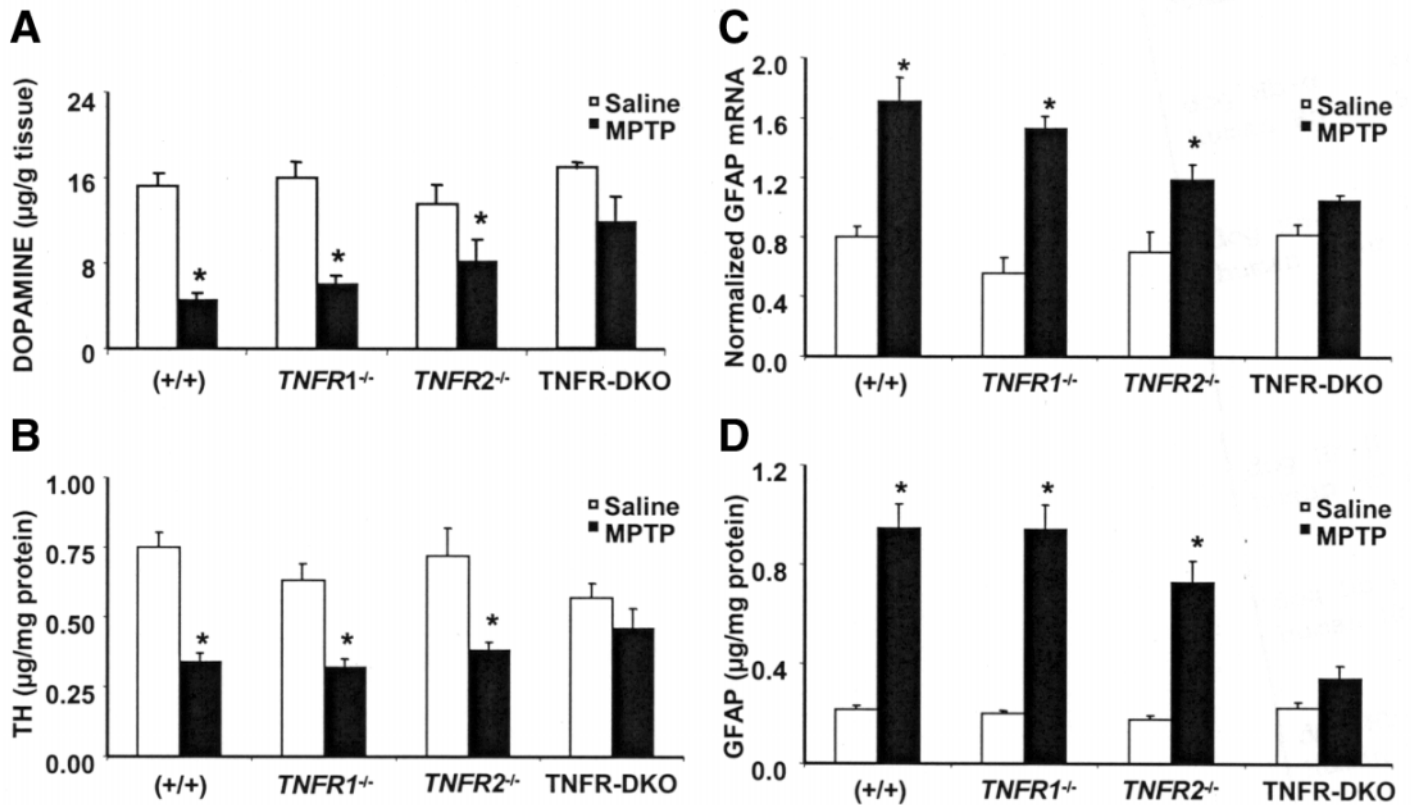 A
DOPAMINE (µg/g tissue)
24
16
8
0
Saline
MPTP
*
*
*
(+/+)
TNFR1-/-
TNFR2-/-
TNFR-DKO
B
TH (µg/mg protein)
1.00
0.75
0.50
0.25
0.00
Saline
MPTP
*
*
*
(+/+)
TNFR1-/-
TNFR2-/-
TNFR-DKO
C
Normalized GFAP mRNA
2.0
1.6
1.2
0.8
0.4
0.0
Saline
MPTP
*
*
*
(+/+)
TNFR1-/-
TNFR2-/-
TNFR-DKO
D
GFAP (µg/mg protein)
1.2
0.8
0.4
0.0
Saline
MPTP
*
*
*
(+/+)
TNFR1-/-
TNFR2-/-
TNFR-DKO